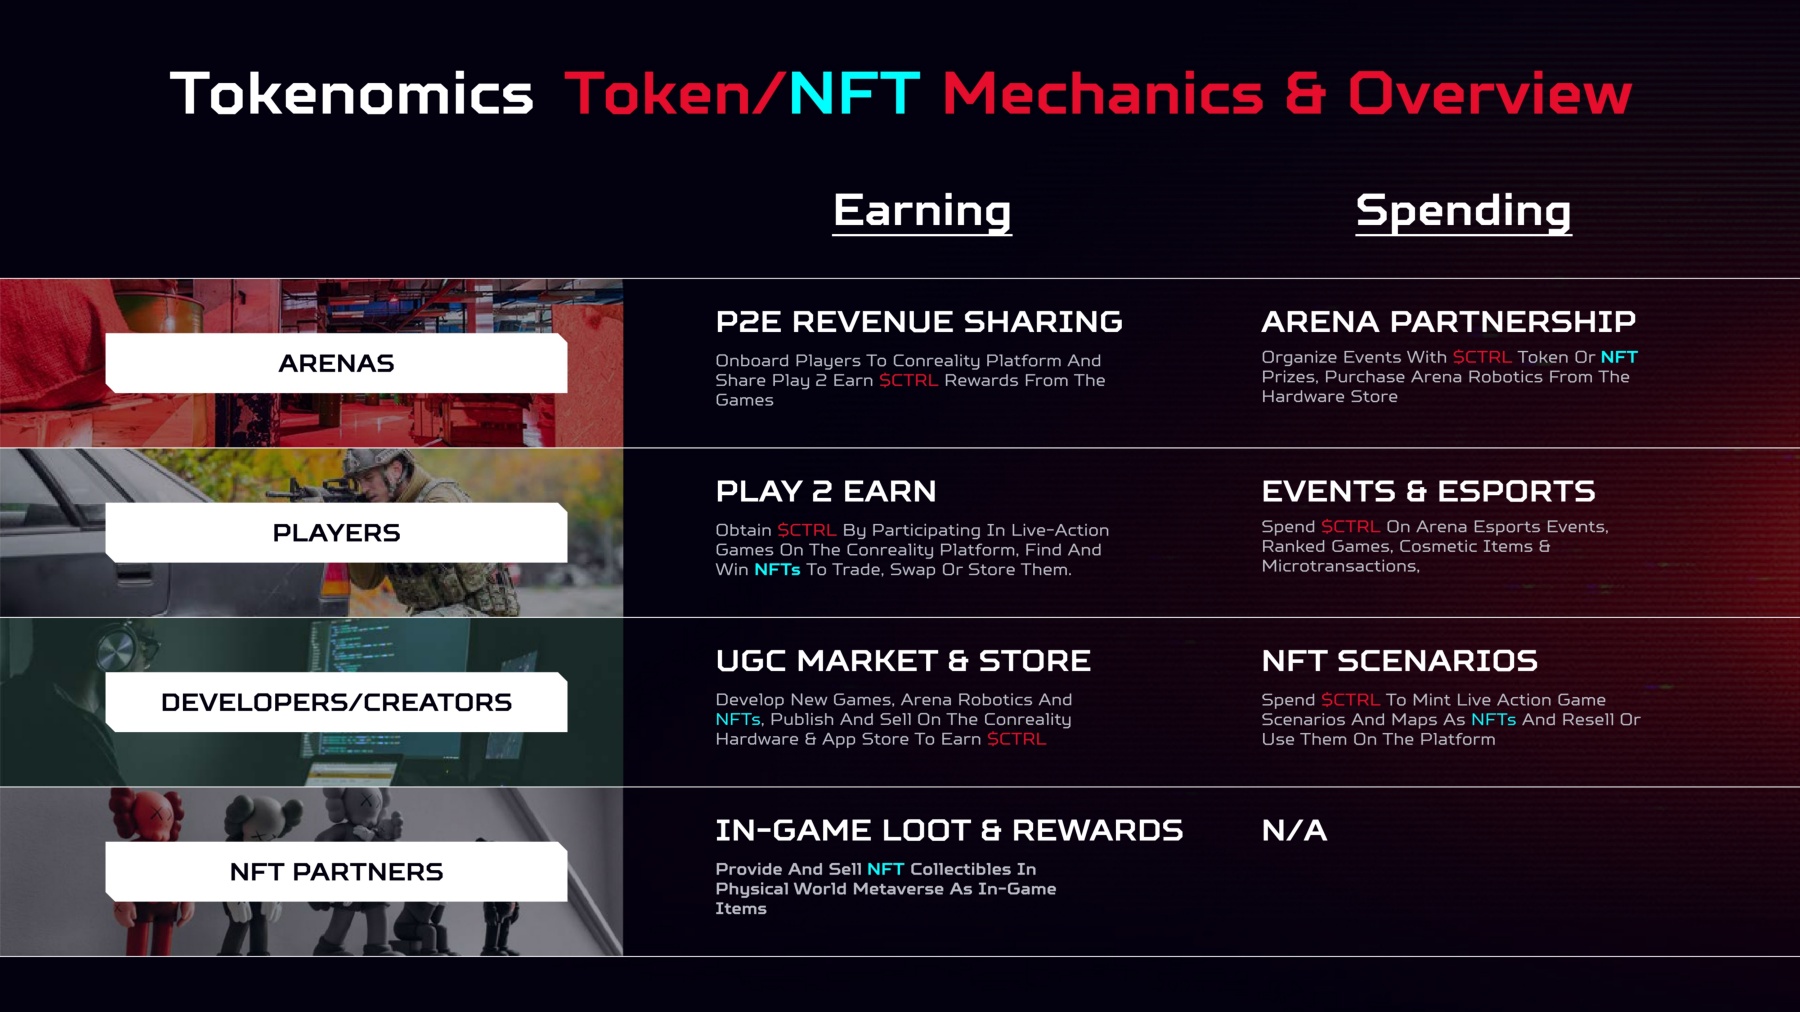 Tokenomics Token/NFT Mechanics & Overview
Earning
Spending
ARENAS
P2E REVENUE SHARING
Onboard Players To Conreality Platform And
Share Play 2 Earn $CTRL Rewards From The
Games
ARENA PARTNERSHIP
Organize Events With $CTRL Token Or NFT
Prizes, Purchase Arena Robotics From The
Hardware Store
PLAYERS
PLAY 2 EARN
Obtain $CTRL By Participating In Live-Action
Games On The Conreality Platform, Find And
Win NFTs To Trade, Swap Or Store Them.
EVENTS & ESPORTS
Spend $CTRL On Arena Esports Events,
Ranked Games, Cosmetic Items &
Microtransactions,
DEVELOPERS/CREATORS
UGC MARKET & STORE
Develop New Games, Arena Robotics And
NFTs, Publish And Sell On The Conreality
Hardware & App Store To Earn $CTRL
NFT SCENARIOS
Spend $CTRL To Mint Live Action Game
Scenarios And Maps As NFTs And Resell Or
Use Them On The Platform
NFT PARTNERS
IN-GAME LOOT & REWARDS
Provide And Sell NFT Collectibles In
Physical World Metaverse As In-Game
Items
N/A